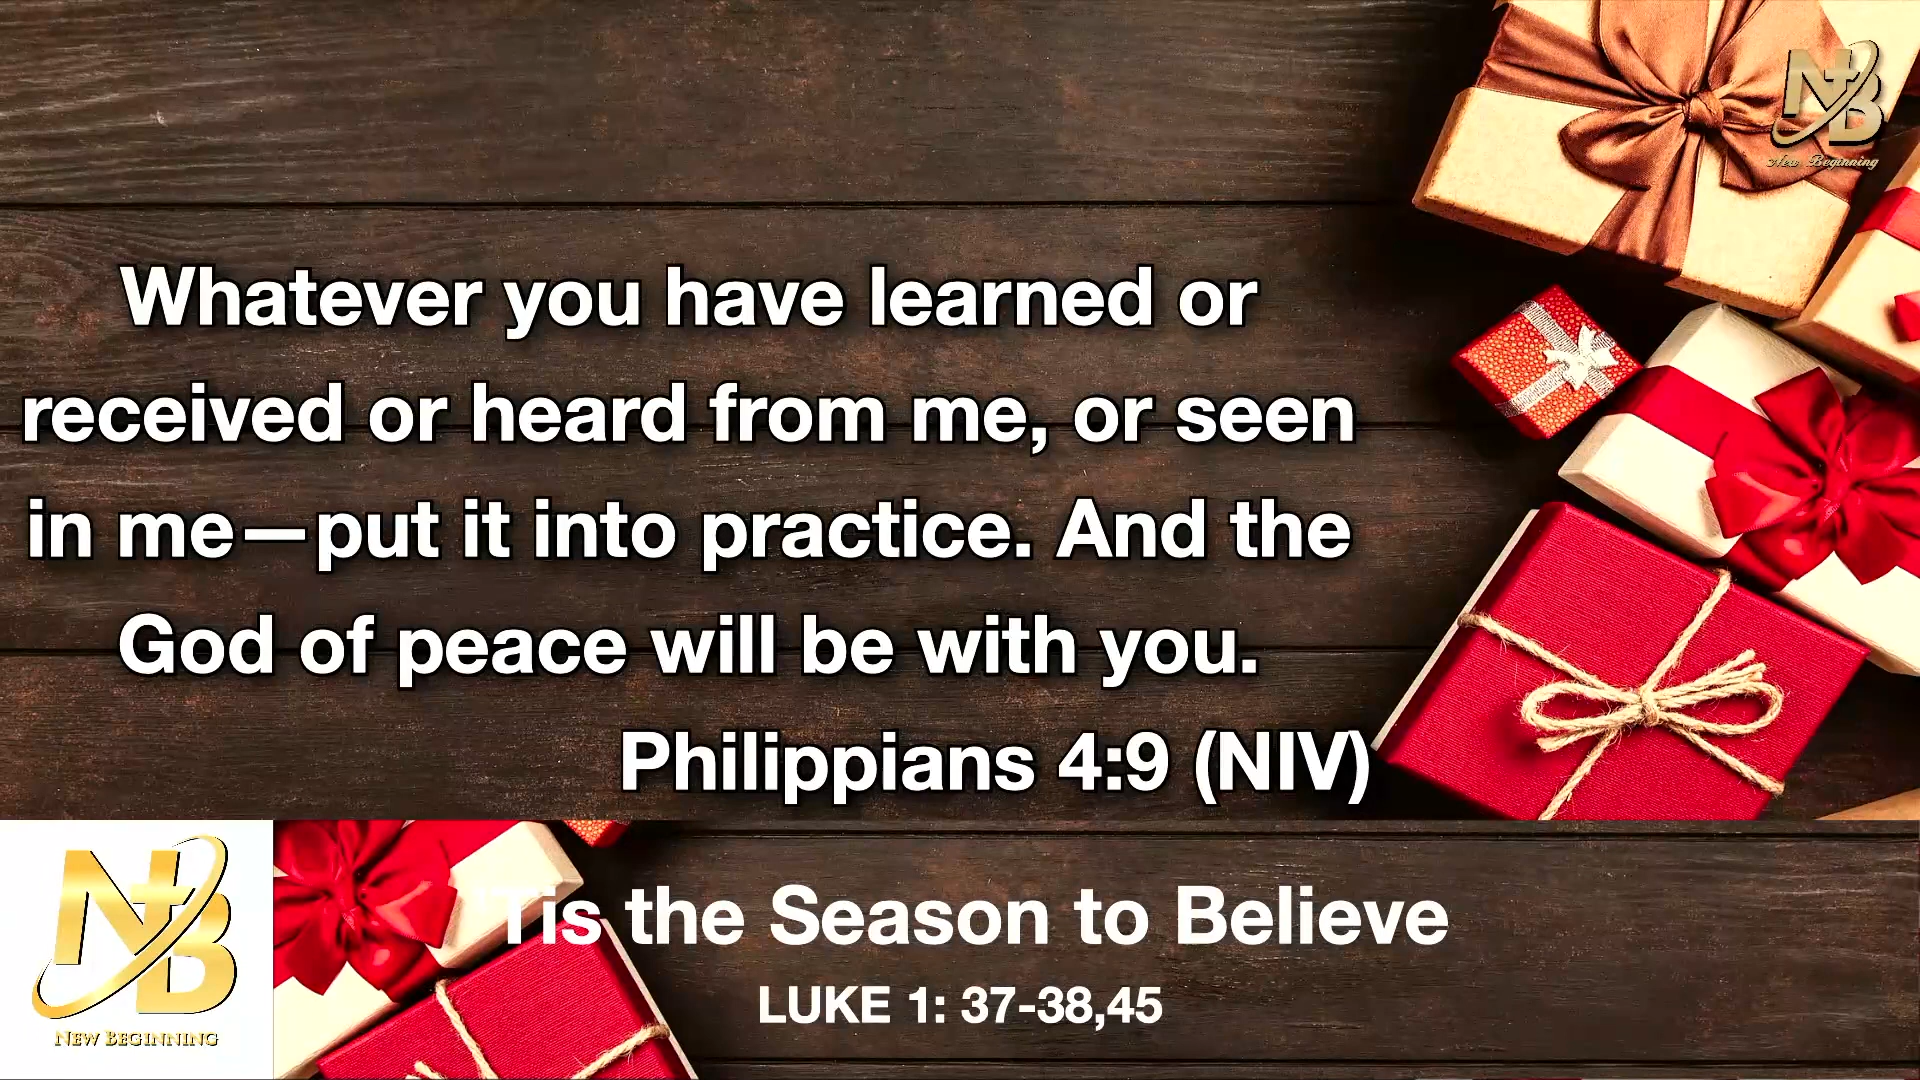 NB
New Beginning
Whatever you have learned or
received or heard from me, or seen
in me—put it into practice. And the
God of peace will be with you.
Philippians 4:9 (NIV)
NB
NEW BEGINNING
'Tis the Season to Believe
LUKE 1: 37-38,45